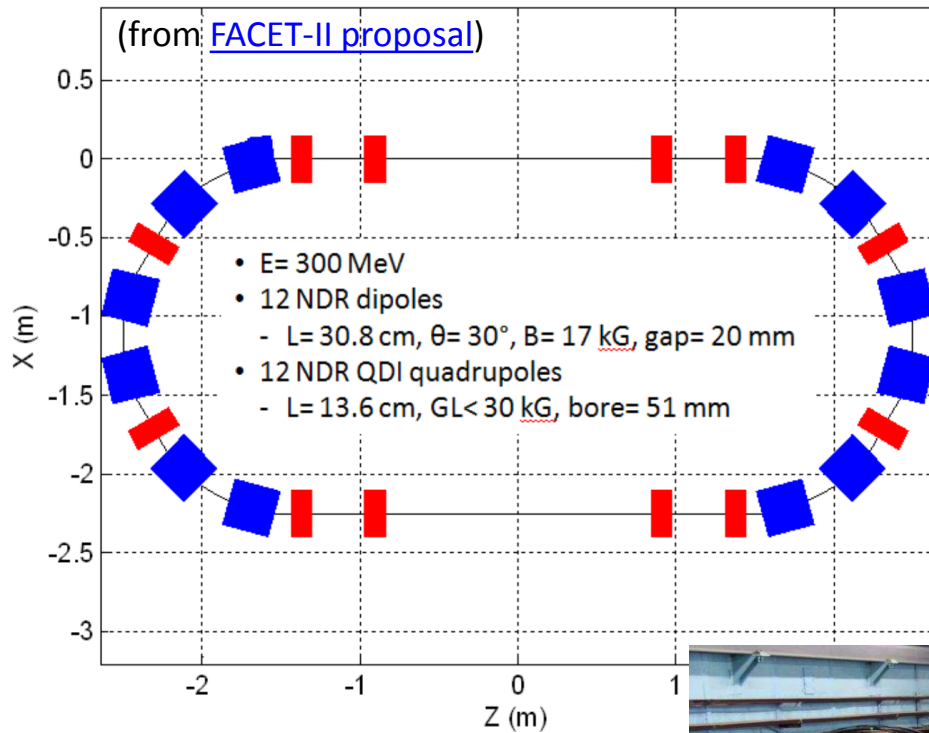 (from FACET-II proposal)
0.5
0
-0.5
-1
-1.5
-2
-2.5
-3
X (m)
• E= 300 MeV
• 12 NDR dipoles
- L= 30.8 cm, θ= 30°, B= 17 kG, gap= 20 mm
• 12 NDR QDI quadrupoles
- L= 13.6 cm, GL< 30 kG, bore= 51 mm
-2 -1 0 1
Z (m)